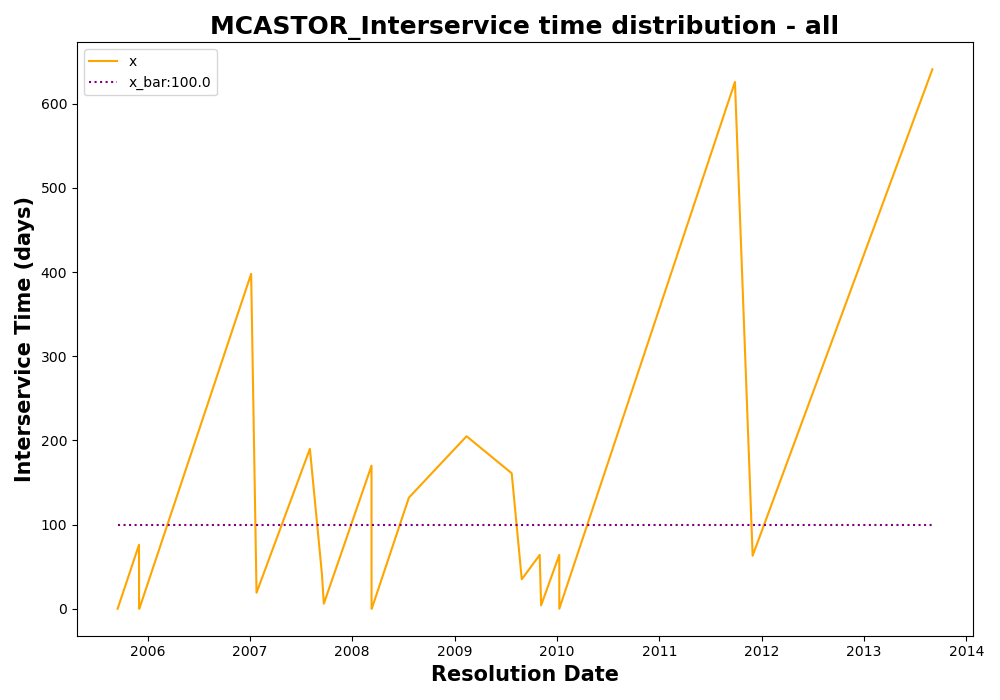 MCASTOR_Interservice time distribution - all
x
x_bar:100.0
Interservice Time (days)
600
500
400
300
200
100
0
2006 2007 2008 2009 2010 2011 2012 2013 2014
Resolution Date